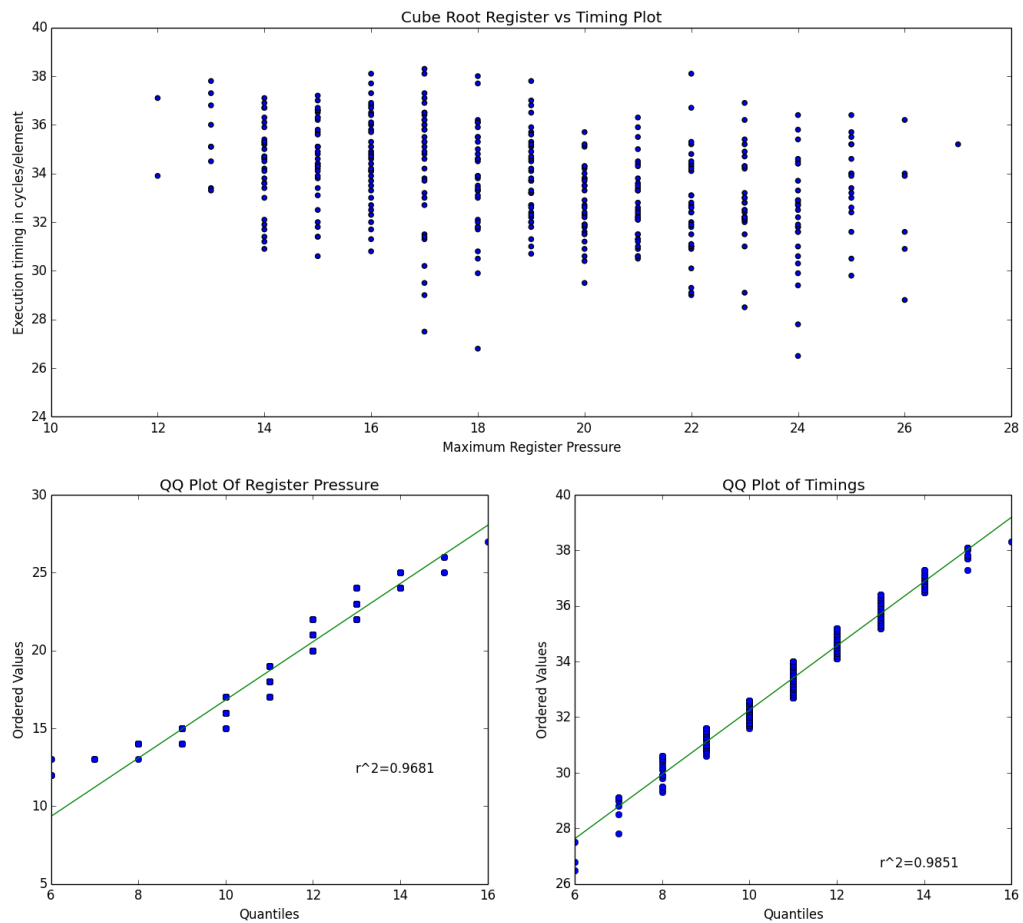 Cube Root Register vs Timing Plot
40
38
36
34
32
30
28
26
24
Execution timing in cycles/element
10 12 14 16 18 20 22 24 26 28
Maximum Register Pressure
QQ Plot Of Register Pressure
30
25
20
15
10
5
Ordered Values
r^2=0.9681
6 8 10 12 14 16
Quantiles
QQ Plot of Timings
40
38
36
34
32
30
28
26
Ordered Values
r^2=0.9851
6 8 10 12 14 16
Quantiles